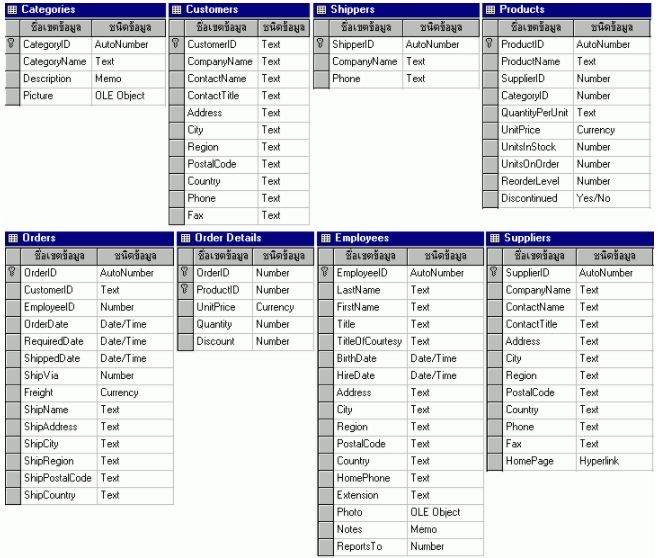 Categories
ชื่อเขตข้อมูล ชนิดข้อมูล
CategoryID AutoNumber
CategoryName Text
Description Memo
Picture OLE Object
Customers
ชื่อเขตข้อมูล ชนิดข้อมูล
CustomerID Text
CompanyName Text
ContactName Text
ContactTitle Text
Address Text
City Text
Region Text
PostalCode Text
Country Text
Phone Text
Fax Text
Shippers
ชื่อเขตข้อมูล ชนิดข้อมูล
ShipperID AutoNumber
CompanyName Text
Phone Text
Products
ชื่อเขตข้อมูล ชนิดข้อมูล
ProductID AutoNumber
ProductName Text
SupplierID Number
CategoryID Number
QuantityPerUnit Text
UnitPrice Currency
UnitsInStock Number
UnitsOnOrder Number
ReorderLevel Number
Discontinued Yes/No
Orders
ชื่อเขตข้อมูล ชนิดข้อมูล
OrderID AutoNumber
CustomerID Text
EmployeeID Number
OrderDate Date/Time
RequiredDate Date/Time
ShippedDate Date/Time
ShipVia Number
Freight Currency
ShipName Text
ShipAddress Text
ShipCity Text
ShipRegion Text
ShipPostalCode Text
ShipCountry Text
Order Details
ชื่อเขตข้อมูล ชนิดข้อมูล
OrderID Number
ProductID Number
UnitPrice Currency
Quantity Number
Discount Number
Employees
ชื่อเขตข้อมูล ชนิดข้อมูล
EmployeeID AutoNumber
LastName Text
FirstName Text
Title Text
TitleOfCourtesy Text
BirthDate Date/Time
HireDate Date/Time
Address Text
City Text
Region Text
PostalCode Text
Country Text
HomePhone Text
Extension Text
Photo OLE Object
Notes Memo
ReportsTo Number
Suppliers
ชื่อเขตข้อมูล ชนิดข้อมูล
SupplierID AutoNumber
CompanyName Text
ContactName Text
ContactTitle Text
Address Text
City Text
Region Text
PostalCode Text
Country Text
Phone Text
Fax Text
HomePage Hyperlink